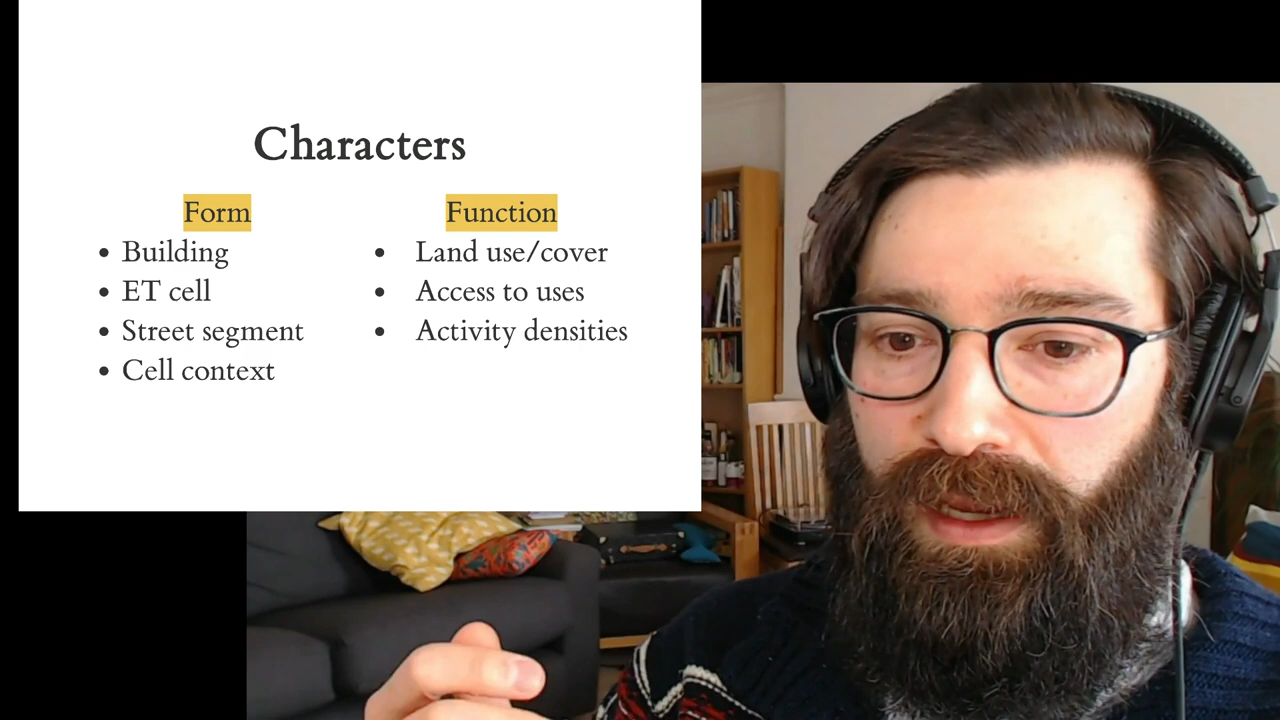 Characters
Form
• Building
• ET cell
• Street segment
• Cell context
Function
• Land use/cover
• Access to uses
• Activity densities